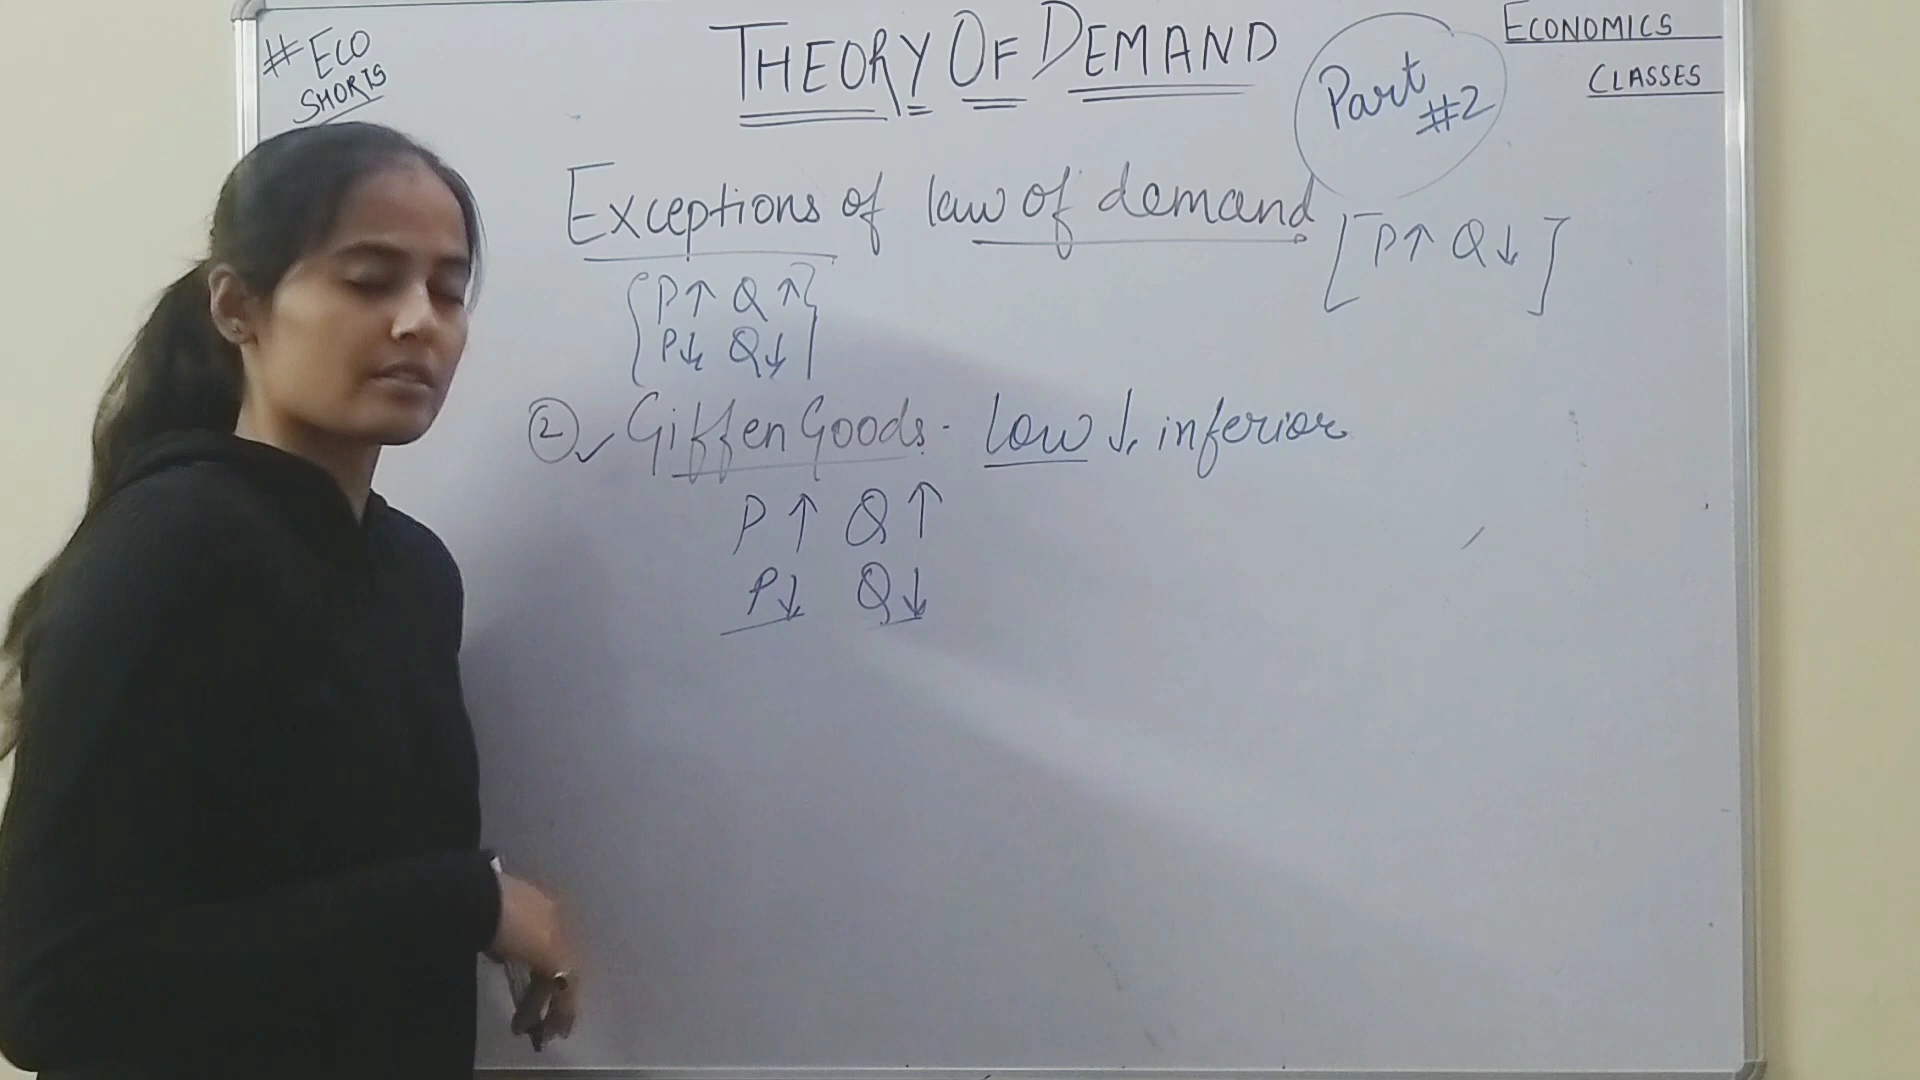 # ECO
SHORTS
THEORY OF DEMAND
Part
#2
ECONOMICS
CLASSES
Exceptions of law of demand [P↑ Q↓]
{P↑ Q↑
P↓ Q↓}
② ✓ Giffen Goods - low ↓, inferior
P↑ Q↑
P↓ Q↓